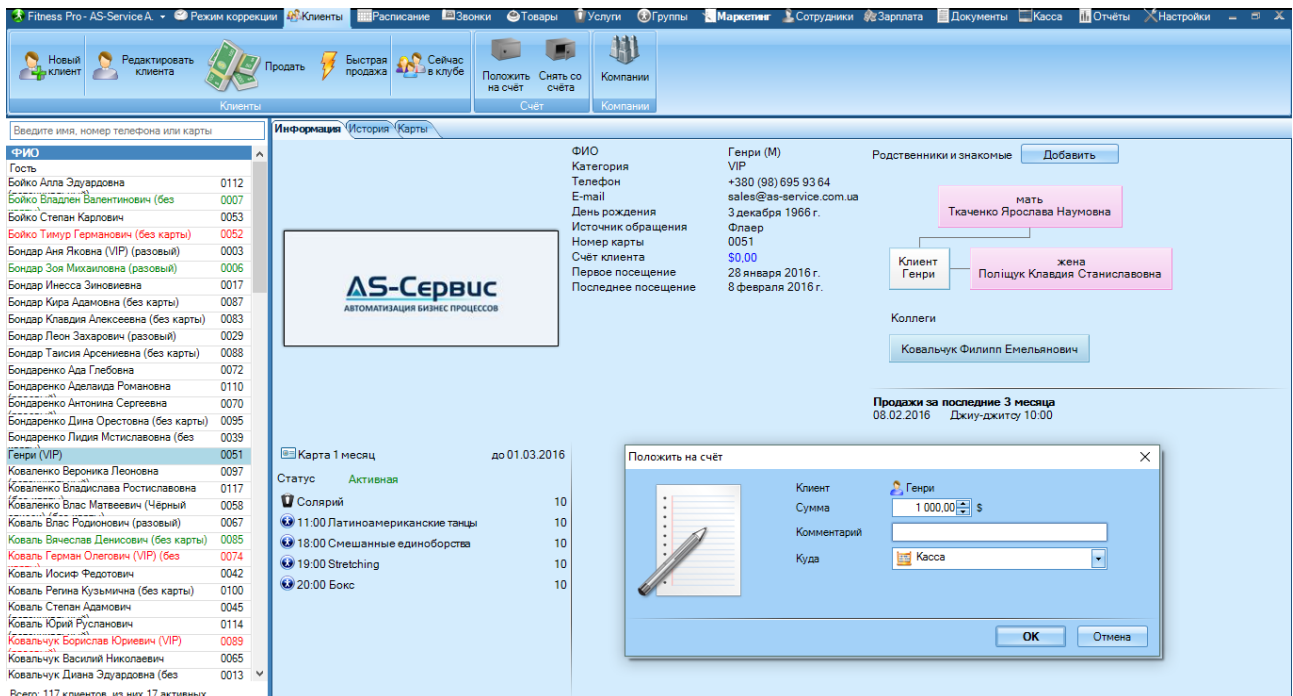 Fitness Pro - AS-Service A. Режим коррекции Клиенты Расписание Звонки Товары Услуги Группы Маркетинг Сотрудники Зарплата Документы Касса Отчёты Настройки
Новый клиент
Редактировать клиента
Продать
Быстрая продажа
Сейчас в клубе
Положить на счёт
Снять со счёта
Компании
Клиенты Счёт Компании
Введите имя, номер телефона или карты
ФИО
Гость
Бойко Алла Эдуардовна 0112
Бойко Владлен Валентинович (без 0007
Бойко Степан Карлович 0053
Бойко Тимур Германович (без карты) 0052
Бондар Аня Яковна (VIP) (разовый) 0003
Бондар Зоя Михаиловна (разовый) 0006
Бондар Инесса Зиновиевна 0017
Бондар Кира Адамовна (без карты) 0087
Бондар Клавдия Алексеевна (без карты) 0083
Бондар Леон Захарович (разовый) 0029
Бондар Таисия Арсениевна (без карты) 0088
Бондаренко Ада Глебовна 0072
Бондаренко Аделаида Романовна 0110
Бондаренко Антонина Сергеевна 0070
Бондаренко Дина Орестовна (без карты) 0095
Бондаренко Лидия Мстиславовна (без 0039
Генри (VIP) 0051
Коваленко Вероника Леоновна 0097
Коваленко Владислава Ростиславовна 0117
Коваленко Влас Матвеевич (Чёрный 0058
Коваль Влас Родионович (разовый) 0067
Коваль Вячеслав Денисович (без карты) 0085
Коваль Герман Олегович (VIP) (без 0074
Коваль Иосиф Федотович 0042
Коваль Регина Кузьмична (без карты) 0100
Коваль Степан Адамович 0045
Коваль Юрий Русланович 0114
Ковальчук Борислав Юриевич (VIP) 0089
Ковальчук Василий Николаевич 0065
Ковальчук Диана Эдуардовна (без 0013
Всего: 117 клиентов, из них 17 активных
Информация История Карты
AS-Сервис
АВТОМАТИЗАЦИЯ БИЗНЕС ПРОЦЕССОВ
ФИО Генри (М)
Категория VIP
Телефон +380 (98) 695 93 64
E-mail sales@as-service.com.ua
День рождения 3 декабря 1966 г.
Источник обращения Флаер
Номер карты 0051
Счёт клиента $0,00
Первое посещение 28 января 2016 г.
Последнее посещение 8 февраля 2016 г.
Родственники и знакомые Добавить
мать
Ткаченко Ярослава Наумовна
Клиент
Генри
жена
Поліщук Клавдия Станиславовна
Коллеги
Ковальчук Филипп Емельянович
Продажи за последние 3 месяца
08.02.2016 Джиу-джитсу 10:00
Карта 1 месяц до 01.03.2016
Статус Активная
Солярий 10
11:00 Латиноамериканские танцы 10
18:00 Смешанные единоборства 10
19:00 Stretching 10
20:00 Бокс 10
Положить на счёт
Клиент Генри
Сумма 1 000,00 $
Комментарий
Куда Касса
OK Отмена